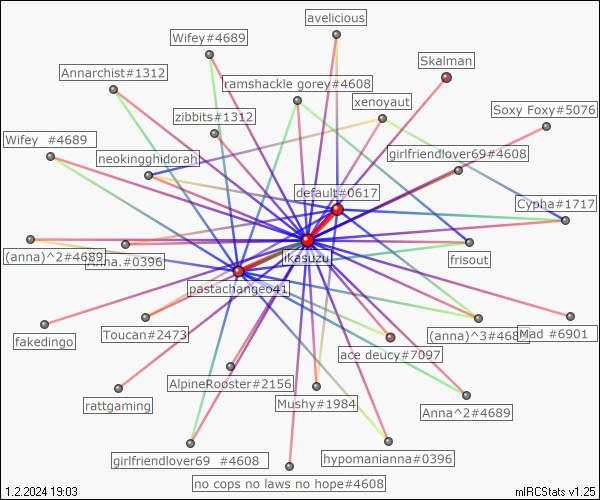 avelicious
Wifey#4689
Skalman
Annarchist#1312
ramshackle gorey#4608
xenoyaut
Soxy Foxy#5076
zibbits#1312
Wifey  #4689
neokingghidorah
girlfriendlover69#4608
default#0617
Cypha#1717
(anna)^2#4689
Anna.#0396
ikasuzu
frisout
pastachangeo41
fakedingo
Toucan#2473
(anna)^3#4689
Mad #6901
ace deucy#7097
AlpineRooster#2156
rattgaming
Mushy#1984
Anna^2#4689
girlfriendlover69  #4608
hypomanianna#0396
no cops no laws no hope#4608
1.2.2024 19:03
mIRCStats v1.25